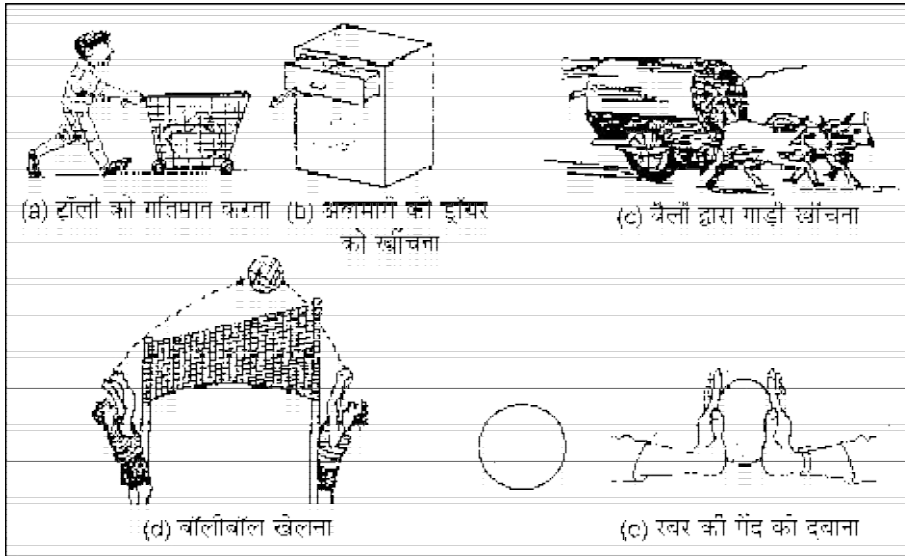 (a) ट्रॉली को गतिमान करना
(b) अलमारी की ड्रॉयर
को खींचना
(c) बैलों द्वारा गाड़ी खींचना
(d) बॉलीबॉल खेलना
(e) रबर की गेंद को दबाना